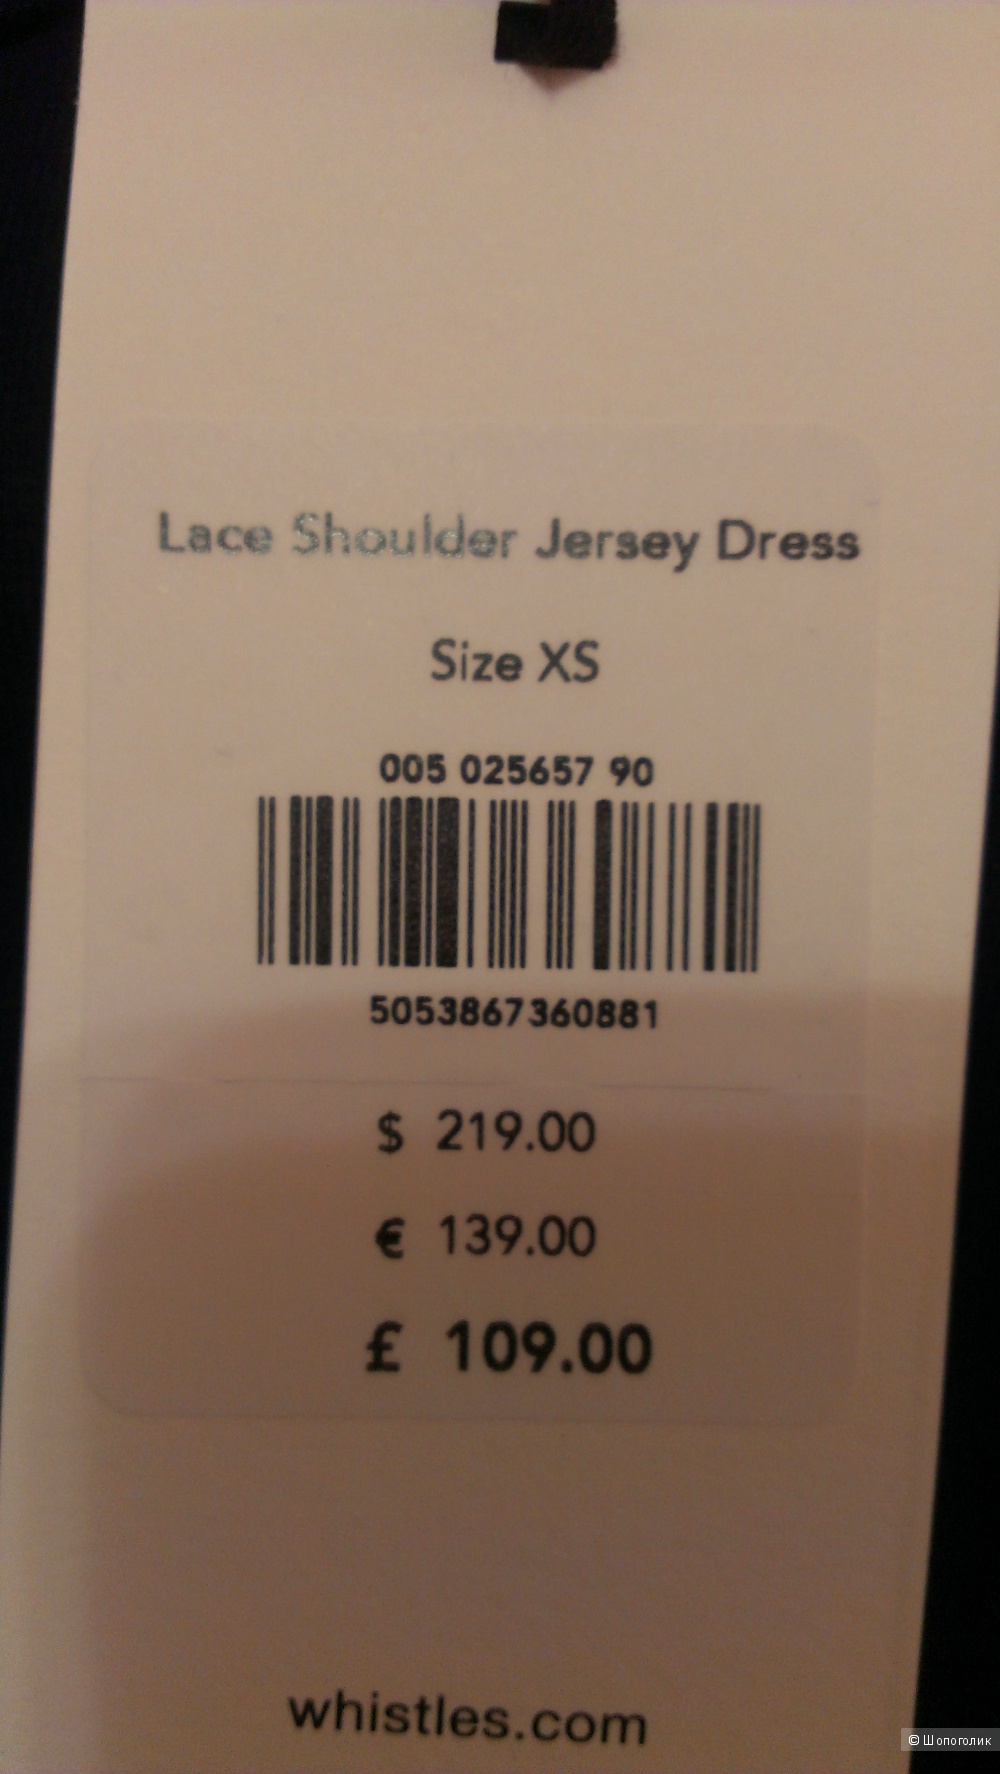 Lace Shoulder Jersey Dress
Size XS
005 025657 90
5053867360881
$ 219.00
€ 139.00
£ 109.00
whistles.com
© Шопоголик